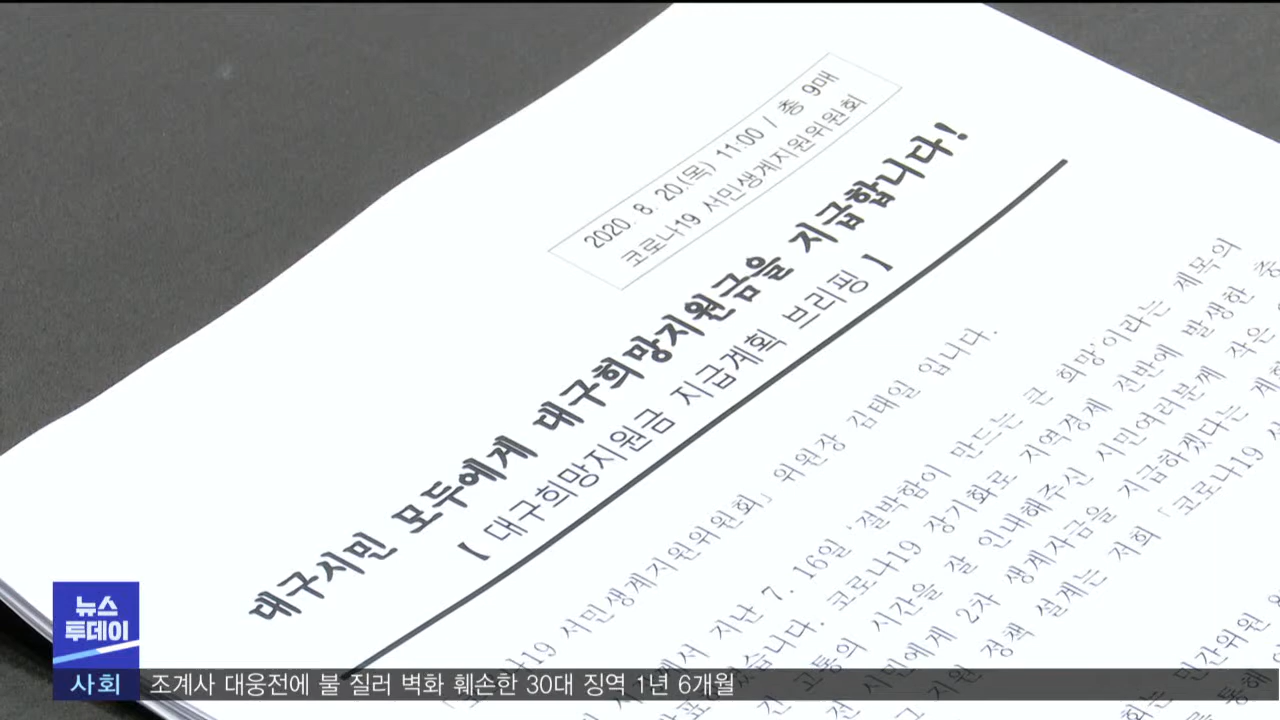 2020. 8. 20.(목) 11:00 / 총 9매
코로나19 서민생계지원위원회
대구시민 모두에게 대구희망지원금을 지급합니다!
【 대구희망지원금 지급계획 브리핑 】
서민생계지원위원회」 위원장 김태일 입니다.
지난 7. 16일 '절박함이 만드는 큰 희망'이라는 제목의
코로나19 장기화로 지역경제 전반에 발생한
고통의 시간을 잘 인내해주신 시민여러분께 작은
시민에게 2차 생계자금을 지급하겠다는
지원 정책 설계는 저희 「코로나19
민간위원
뉴스
투데이
사회 조계사 대웅전에 불 질러 벽화 훼손한 30대 징역 1년 6개월